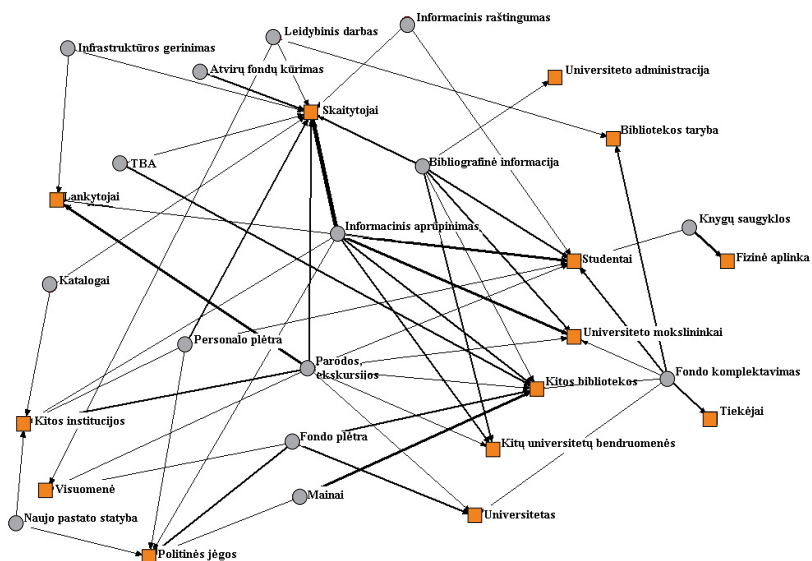 Informacinis raštingumas
Leidybinis darbas
Infrastruktūros gerinimas
Atvirų fondų kūrimas
Universiteto administracija
Skaitytojai
Bibliotekos taryba
TBA
Bibliografinė informacija
Lankytojai
Knygų saugyklos
Informacinis aprupinimas
Studentai
Fizinė aplinka
Katalogai
Universiteto mokslininkai
Personalo plėtra
Parodos,
ekskursijos
Fondo komplektavimas
Kitos bibliotekos
Tiekėjai
Kitos institucijos
Fondo plėtra
Kitų universitetų bendruomenės
Visuomenė
Mainai
Naujo pastato statyba
Universitetas
Politinės jėgos